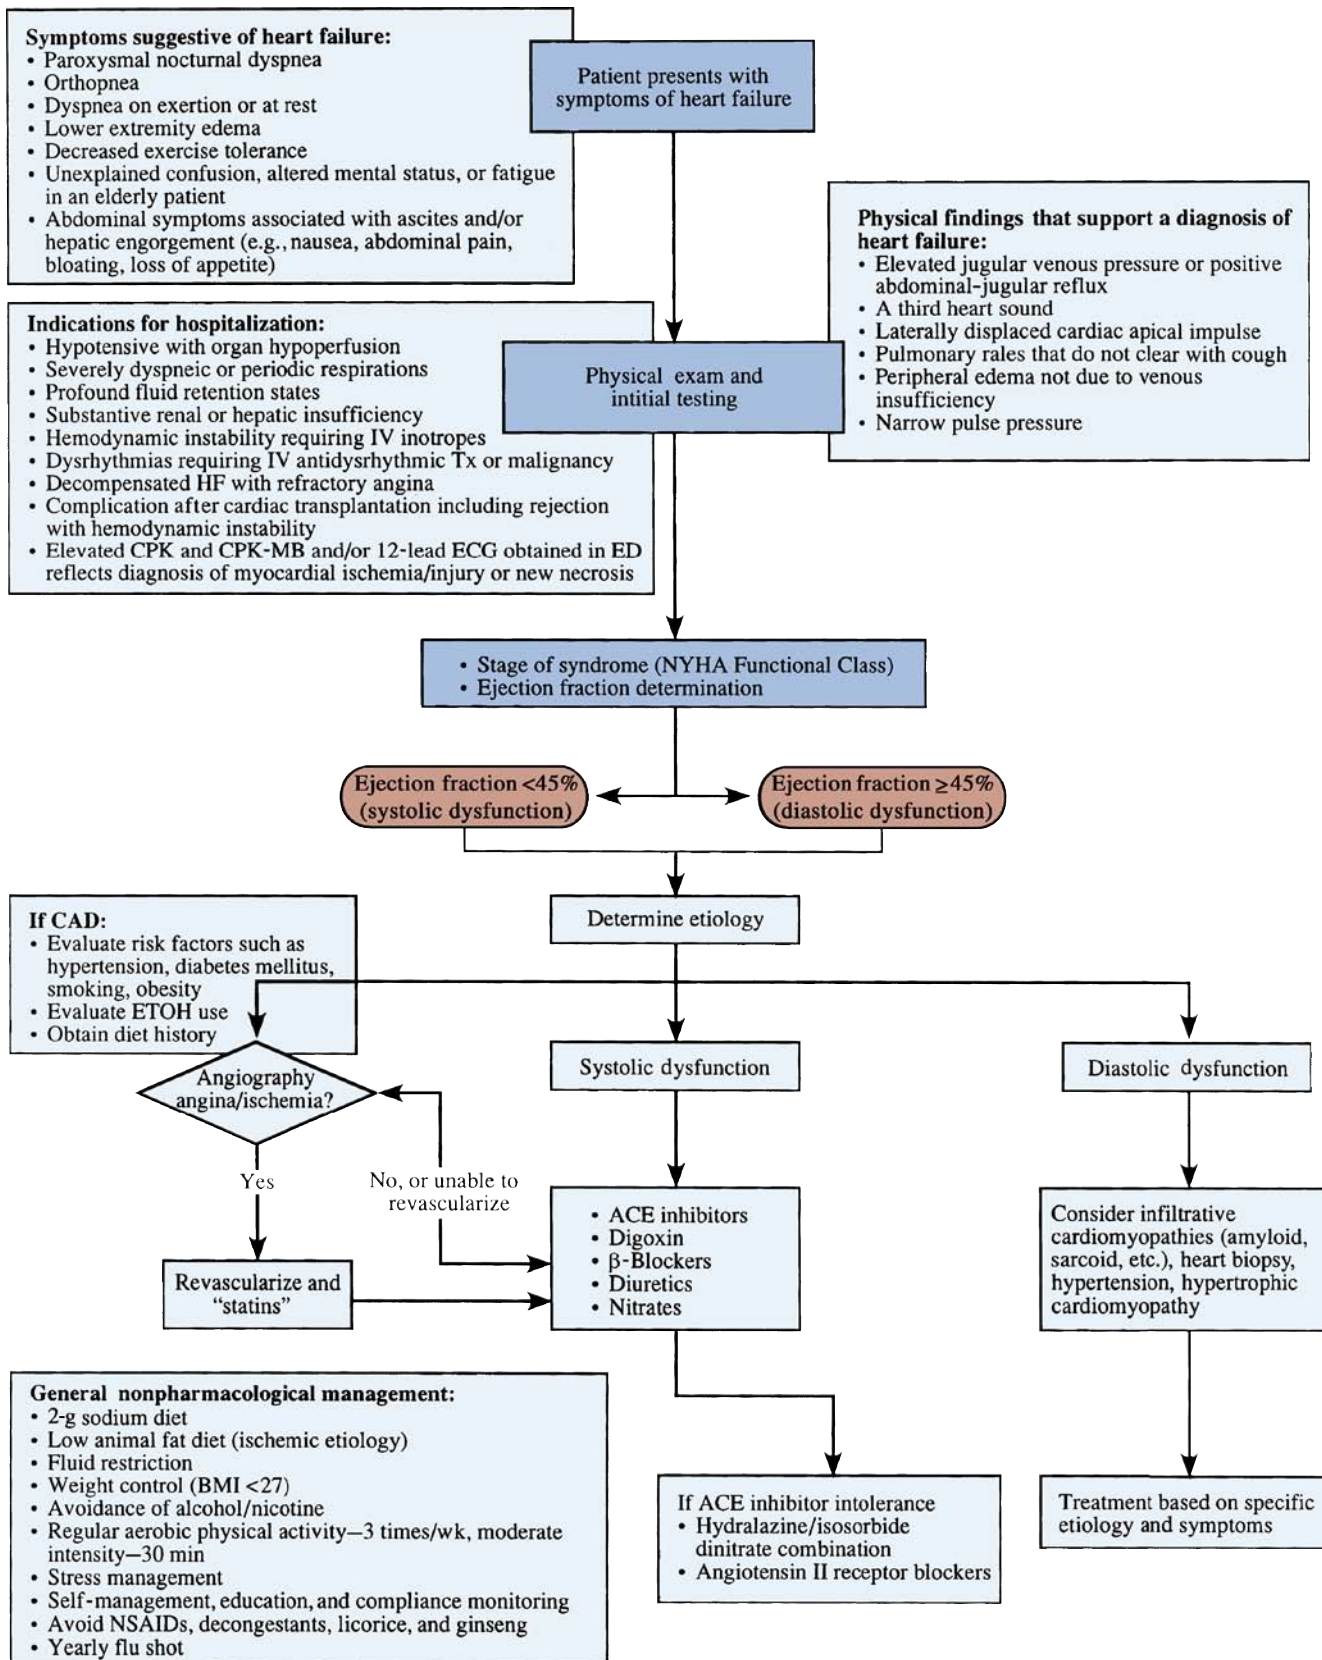 Symptoms suggestive of heart failure:
• Paroxysmal nocturnal dyspnea
• Orthopnea
• Dyspnea on exertion or at rest
• Lower extremity edema
• Decreased exercise tolerance
• Unexplained confusion, altered mental status, or fatigue
in an elderly patient
• Abdominal symptoms associated with ascites and/or
hepatic engorgement (e.g., nausea, abdominal pain,
bloating, loss of appetite)
Patient presents with
symptoms of heart failure
Physical findings that support a diagnosis of
heart failure:
• Elevated jugular venous pressure or positive
abdominal-jugular reflux
• A third heart sound
• Laterally displaced cardiac apical impulse
• Pulmonary rales that do not clear with cough
• Peripheral edema not due to venous
insufficiency
• Narrow pulse pressure
Indications for hospitalization:
• Hypotensive with organ hypoperfusion
• Severely dyspneic or periodic respirations
• Profound fluid retention states
• Substantive renal or hepatic insufficiency
• Hemodynamic instability requiring IV inotropes
• Dysrhythmias requiring IV antidysrhythmic Tx or malignancy
• Decompensated HF with refractory angina
• Complication after cardiac transplantation including rejection
with hemodynamic instability
• Elevated CPK and CPK-MB and/or 12-lead ECG obtained in ED
reflects diagnosis of myocardial ischemia/injury or new necrosis
Physical exam and
intitial testing
• Stage of syndrome (NYHA Functional Class)
• Ejection fraction determination
Ejection fraction <45%
(systolic dysfunction)
Ejection fraction ≥45%
(diastolic dysfunction)
Determine etiology
If CAD:
• Evaluate risk factors such as
hypertension, diabetes mellitus,
smoking, obesity
• Evaluate ETOH use
• Obtain diet history
Angiography
angina/ischemia?
Systolic dysfunction
Diastolic dysfunction
Yes
No, or unable to
revascularize
Revascularize and
“statins”
• ACE inhibitors
• Digoxin
• β-Blockers
• Diuretics
• Nitrates
Consider infiltrative
cardiomyopathies (amyloid,
sarcoid, etc.), heart biopsy,
hypertension, hypertrophic
cardiomyopathy
General nonpharmacological management:
• 2-g sodium diet
• Low animal fat diet (ischemic etiology)
• Fluid restriction
• Weight control (BMI <27)
• Avoidance of alcohol/nicotine
• Regular aerobic physical activity—3 times/wk, moderate
intensity—30 min
• Stress management
• Self-management, education, and compliance monitoring
• Avoid NSAIDs, decongestants, licorice, and ginseng
• Yearly flu shot
If ACE inhibitor intolerance
• Hydralazine/isosorbide
dinitrate combination
• Angiotensin II receptor blockers
Treatment based on specific
etiology and symptoms